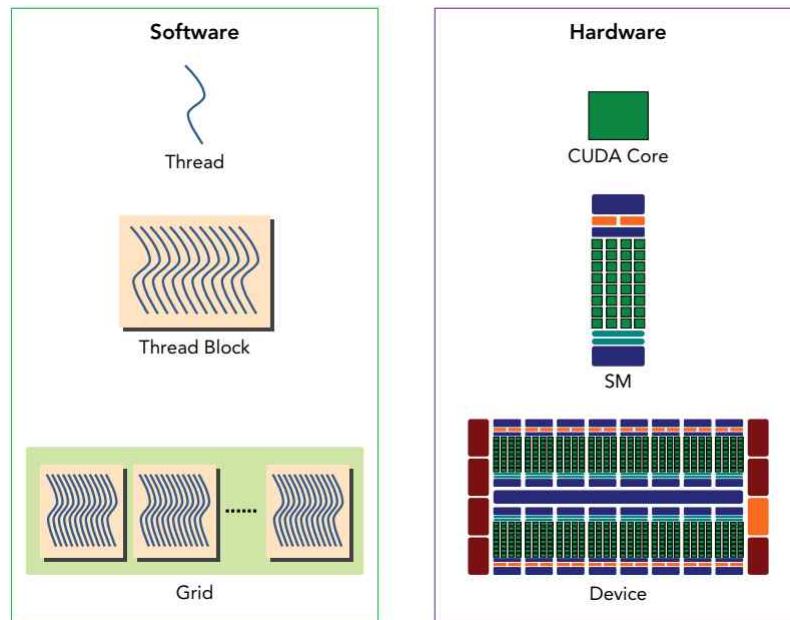 Software
Thread
Thread Block
......
Grid
Hardware
CUDA Core
SM
Device